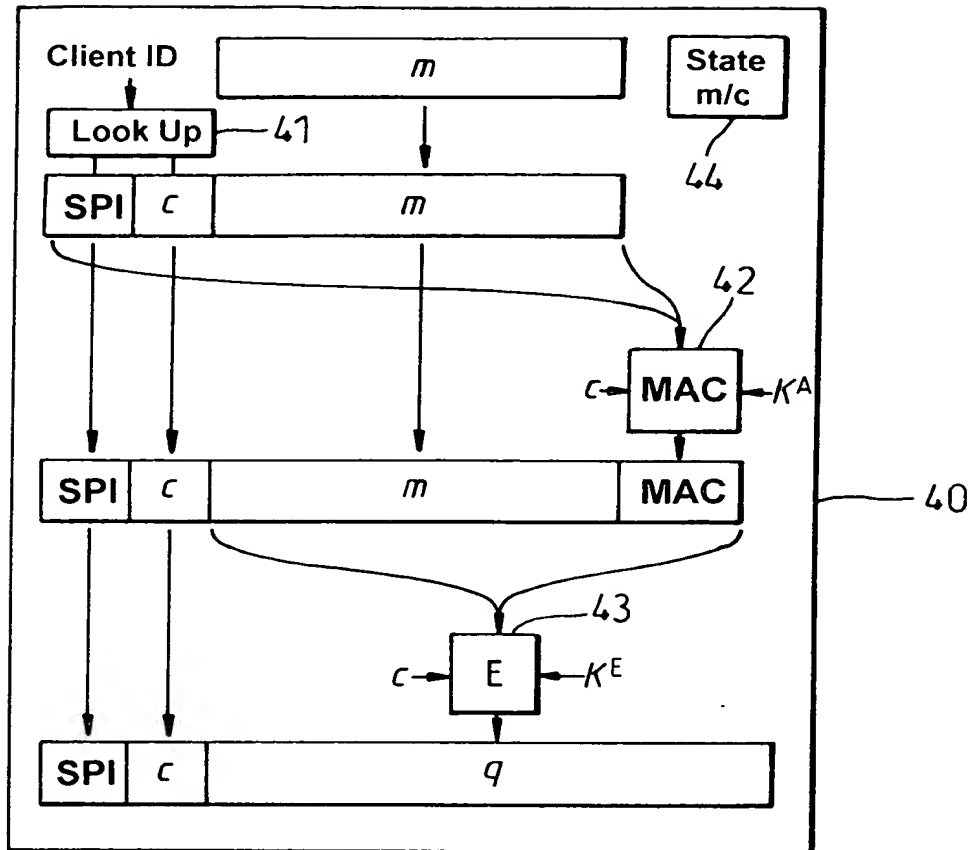 Client ID
m
State
m/c
Look Up
41
44
SPI c m
42
c MAC K^A
SPI c m MAC
40
43
c E K^E
SPI c q